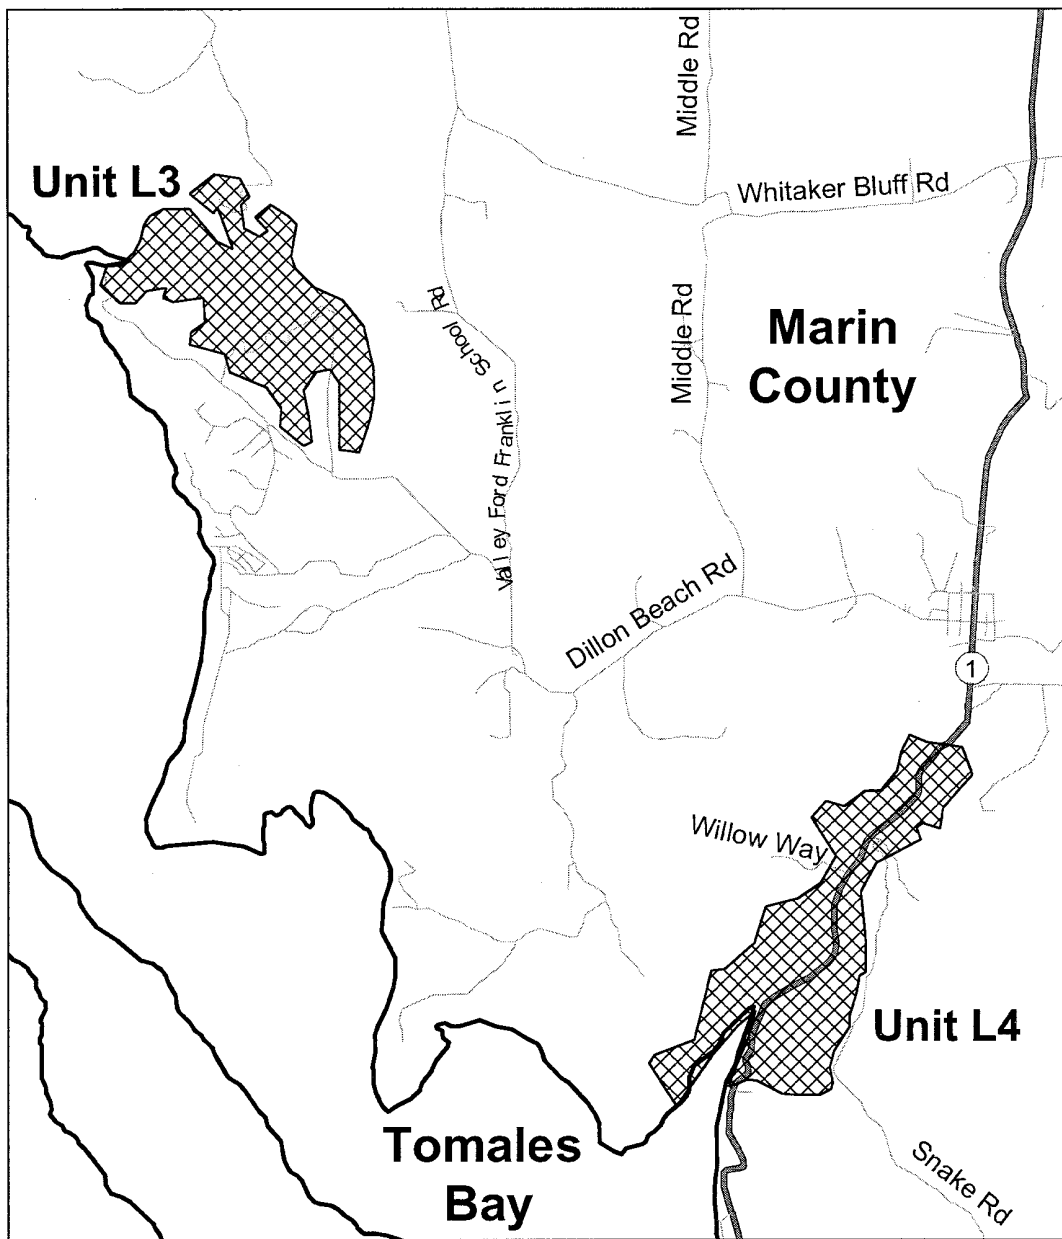 Middle Rd
Unit L3
Whitaker Bluff Rd
Valley Ford Franklin School Rd
Middle Rd
Marin
County
Dillon Beach Rd
1
Willow Way
Unit L4
Tomales
Bay
Snake Rd